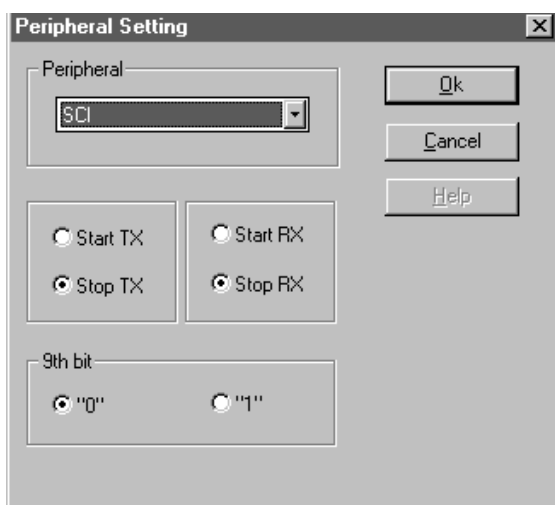 Peripheral Setting
Peripheral
SCI
Ok
Cancel
Help
Start TX
Start RX
Stop TX
Stop RX
9th bit
"0"
"1"